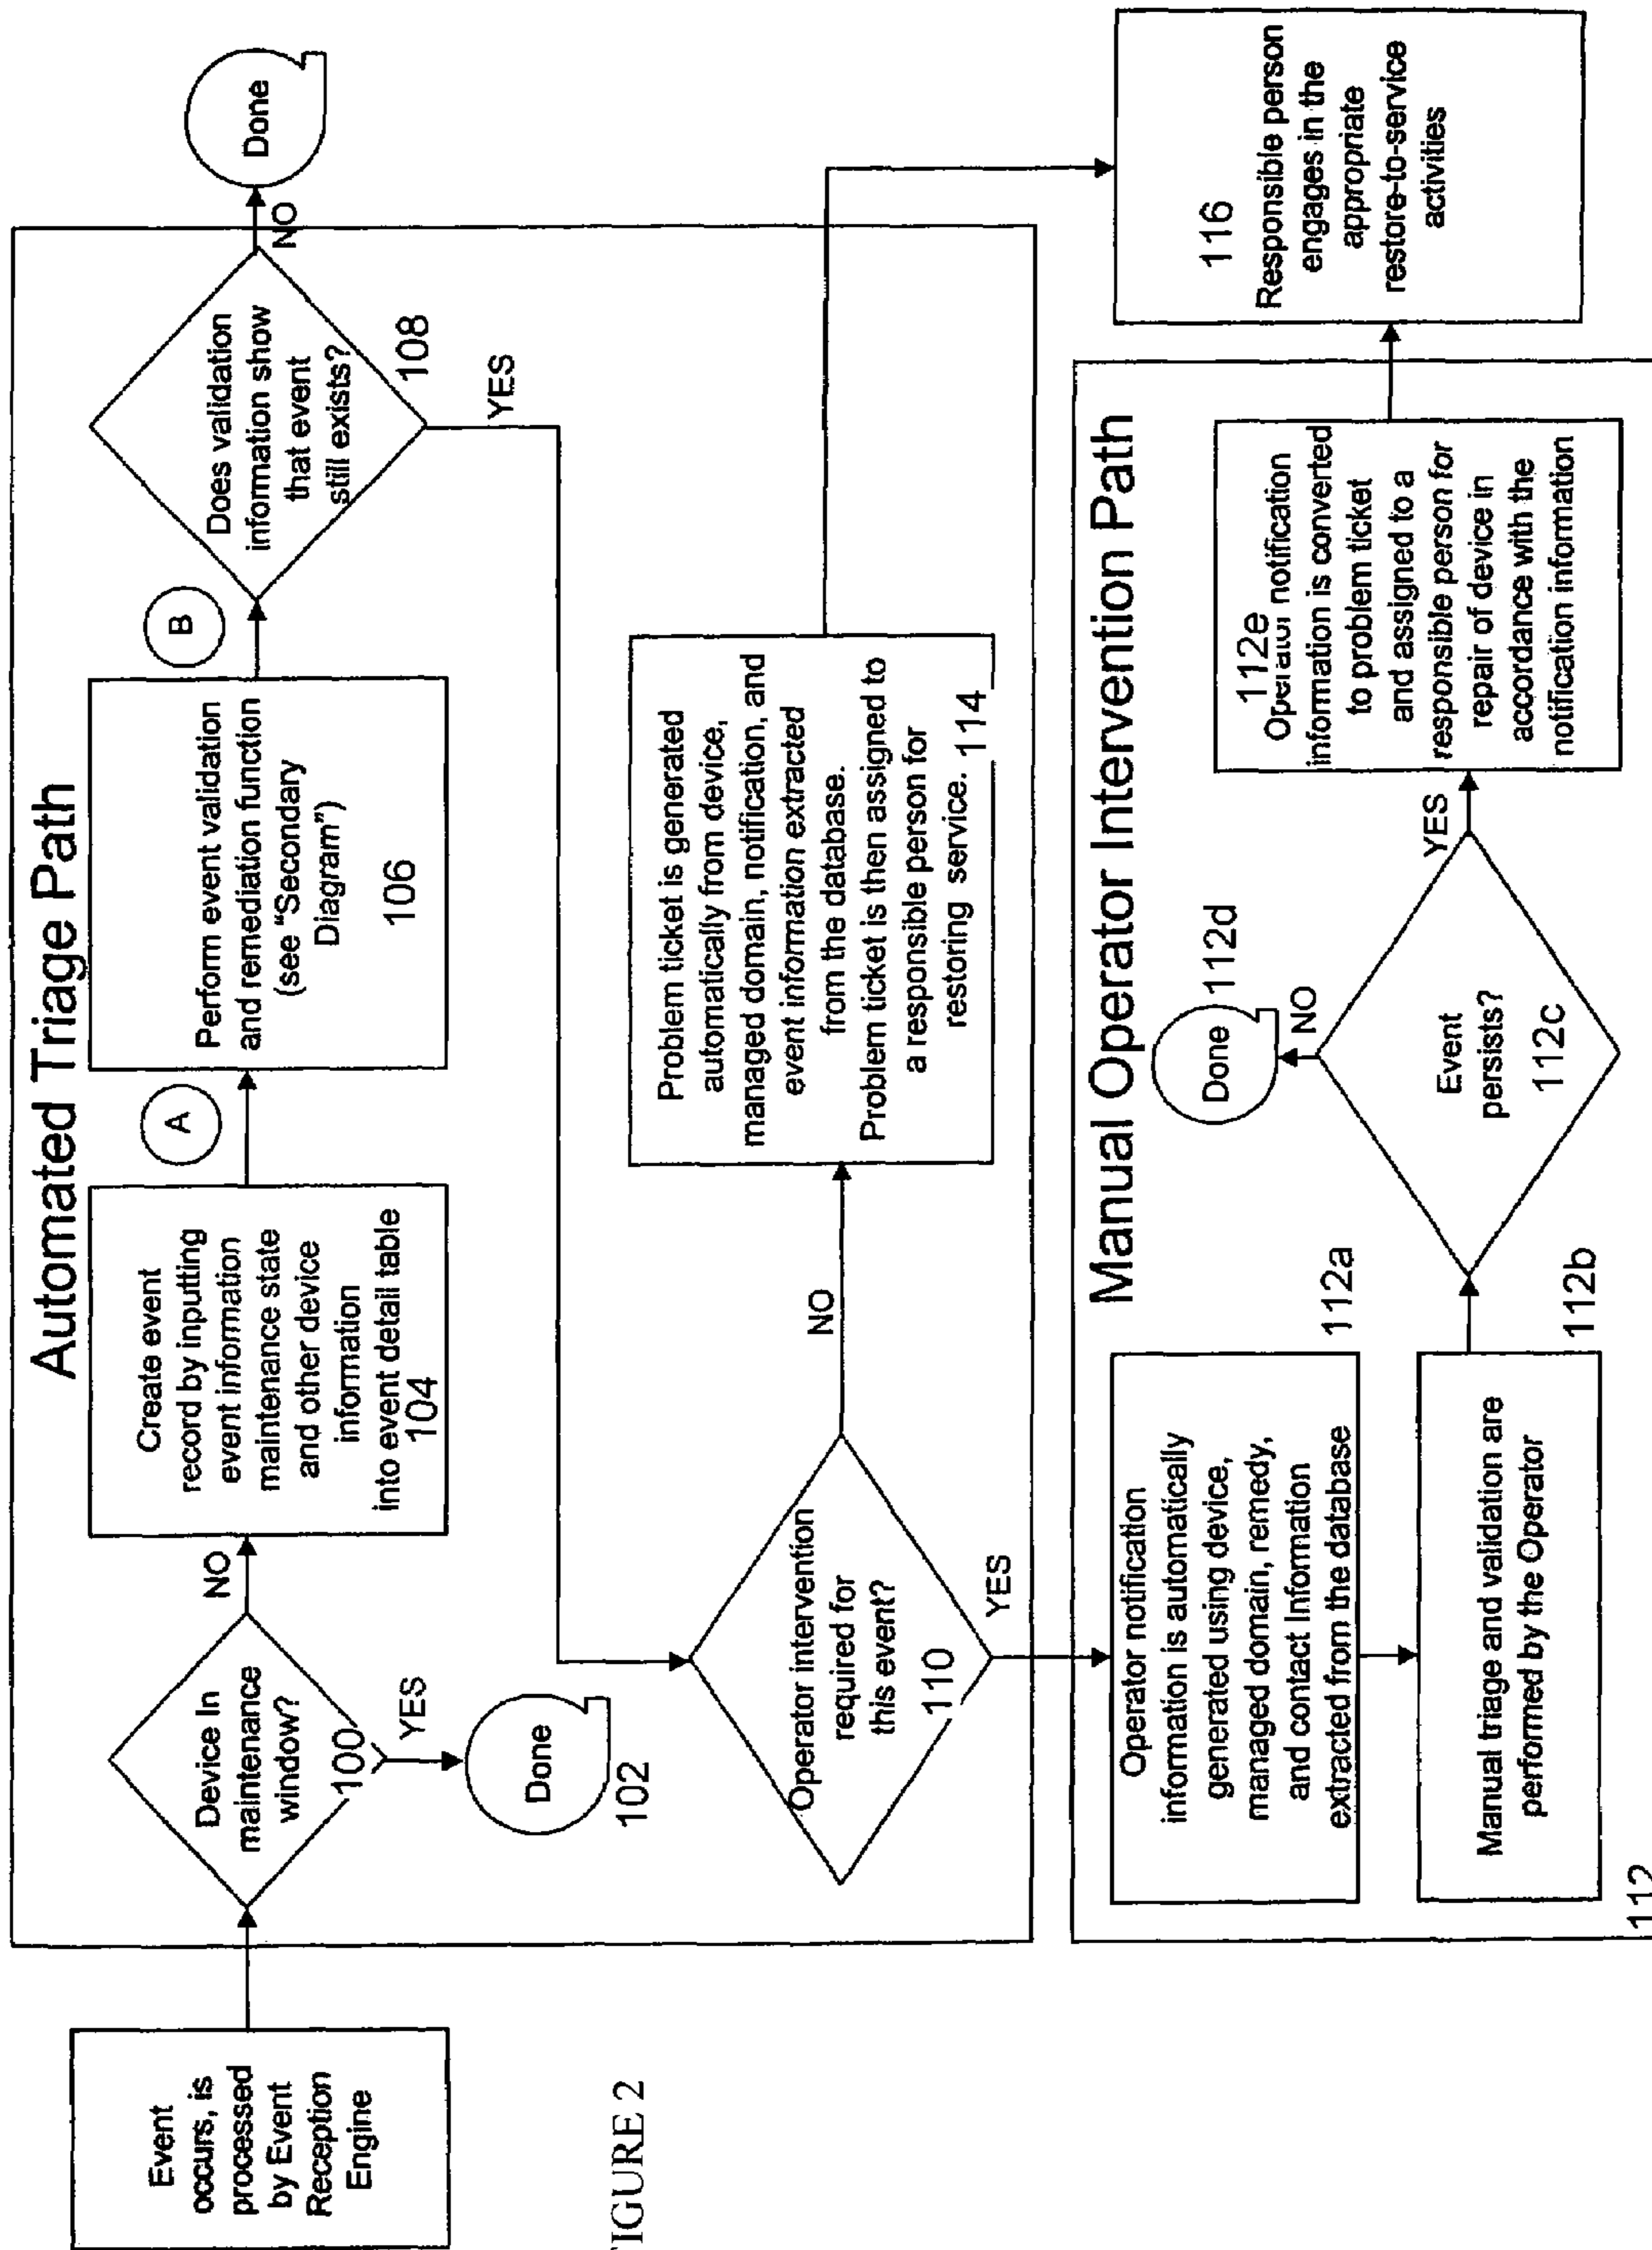 Automated Triage Path
Event
occurs, is
processed
by Event
Reception
Engine
Device In
maintenance
window?
100
NO
YES
Done
102
Create event
record by inputting
event information
maintenance state
and other device
information
into event detail table
104
A
Perform event validation
and remediation function
(see "Secondary
Diagram")
106
B
Does validation
information show
that event
still exists?
108
NO
Done
YES
Operator intervention
required for
this event?
110
NO
YES
Problem ticket is generated
automatically from device,
managed domain, notification, and
event information extracted
from the database.
Problem ticket is then assigned to
a responsible person for
restoring service. 114
116
Responsible person
engages in the
appropriate
restore-to-service
activities
FIGURE 2
Manual Operator Intervention Path
Operator notification
information is automatically
generated using device,
managed domain, remedy,
and contact Information
extracted from the database
112a
Manual triage and validation are
performed by the Operator
112b
112
Event
persists?
112c
NO
Done
112d
YES
112e
Operator notification
information is converted
to problem ticket
and assigned to a
responsible person for
repair of device in
accordance with the
notification information